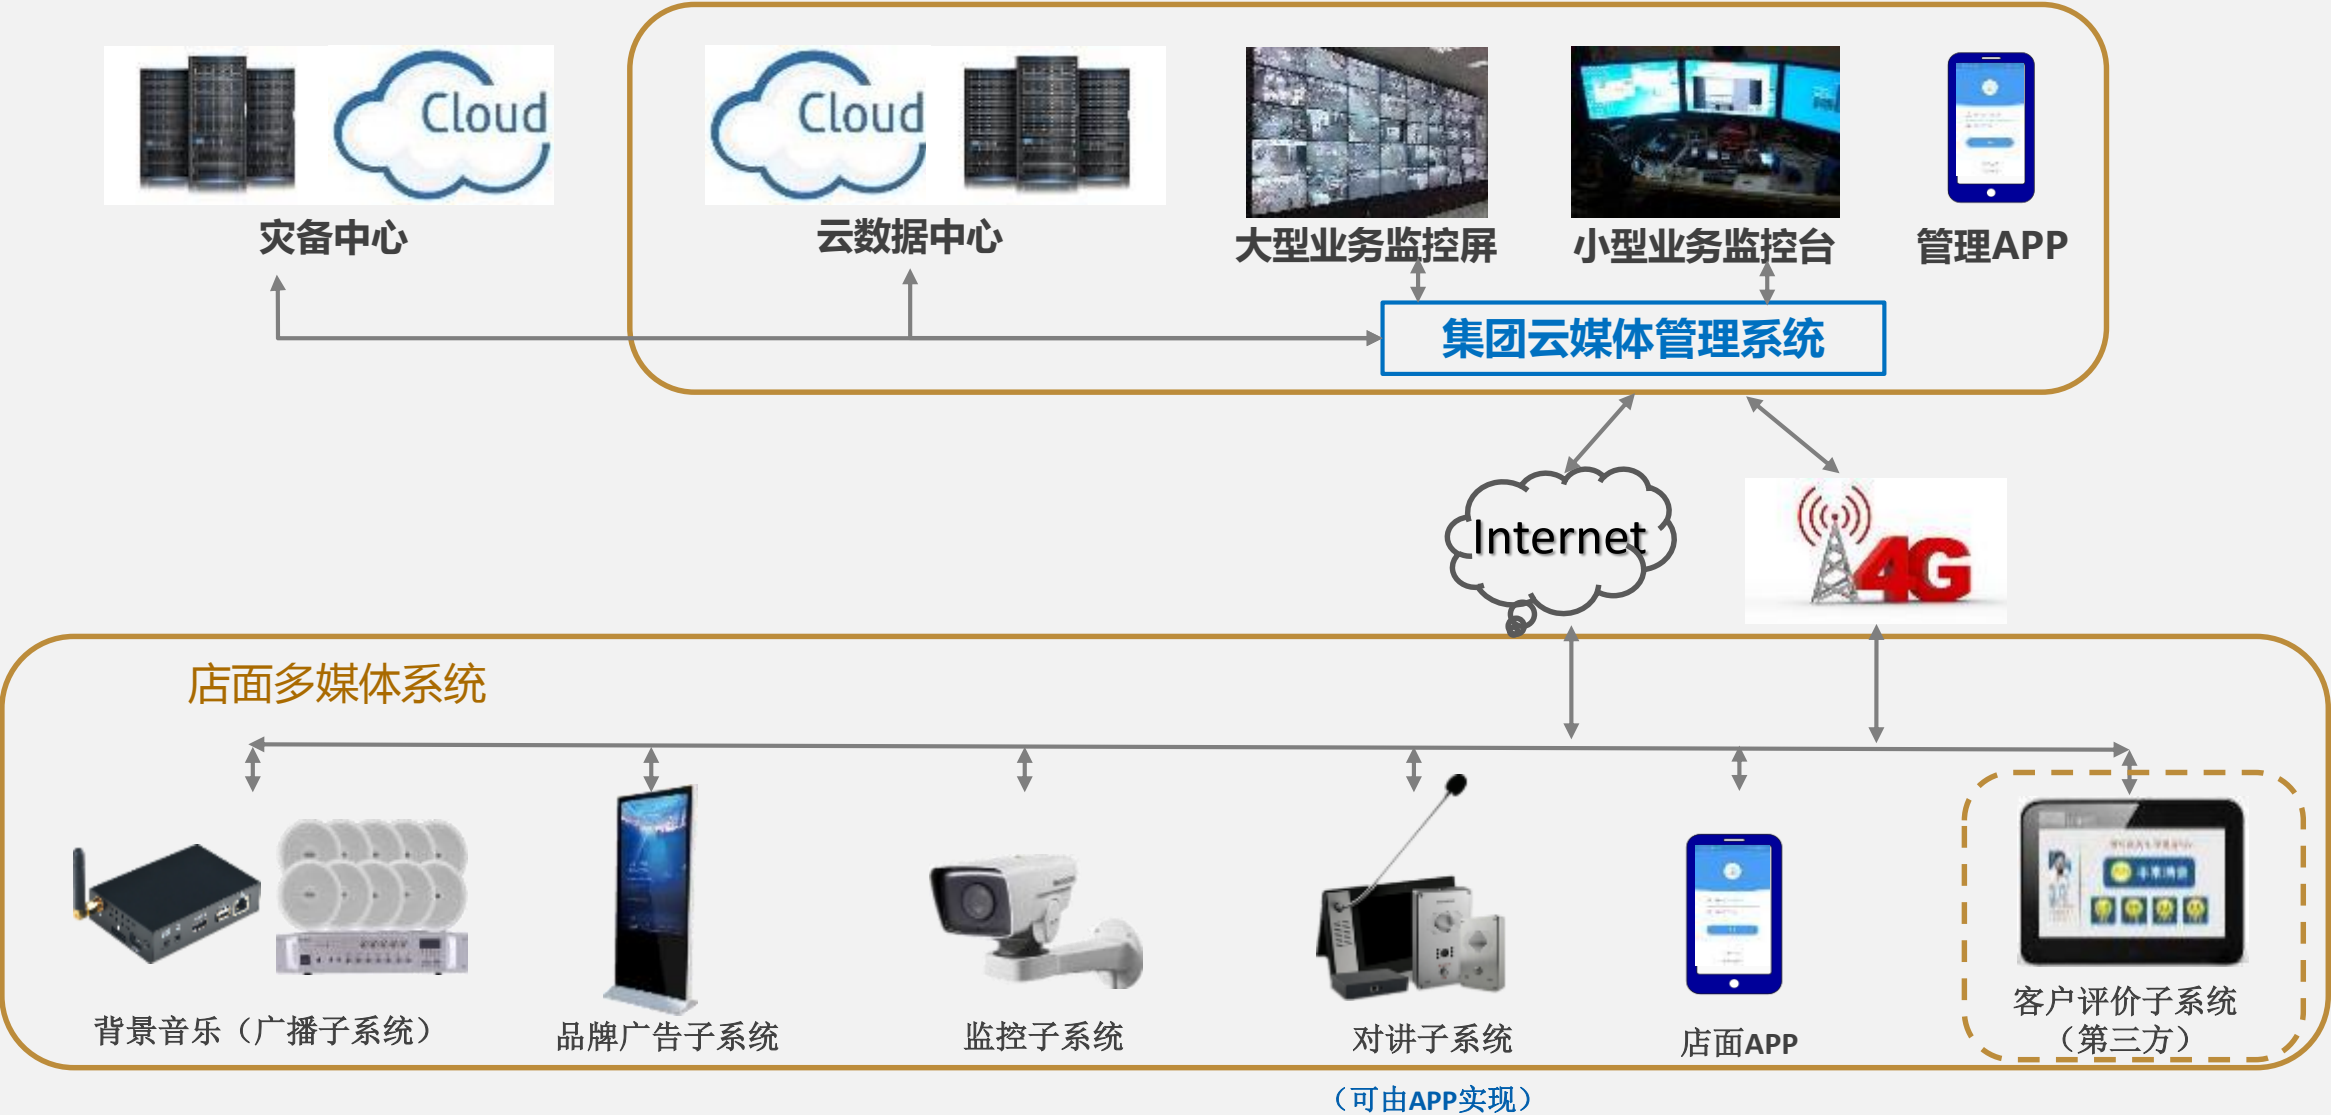 Cloud
Cloud
灾备中心
云数据中心
大型业务监控屏
小型业务监控台
管理APP
集团云媒体管理系统
Internet
4G
店面多媒体系统
背景音乐（广播子系统）
品牌广告子系统
监控子系统
对讲子系统
店面APP
客户评价子系统
（第三方）
（可由APP实现）